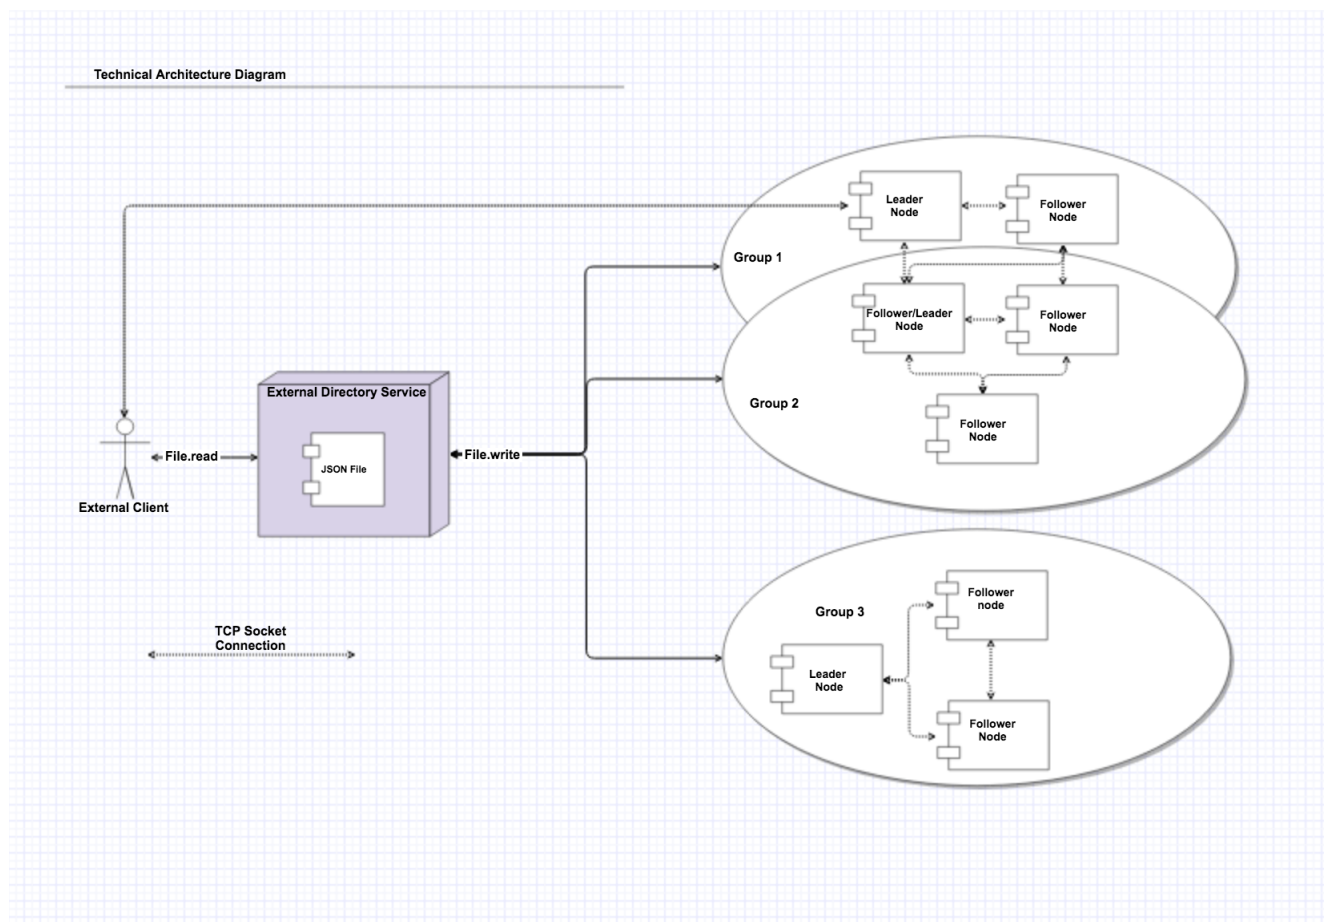 Technical Architecture Diagram
Leader
Node
Follower
Node
Group 1
Follower/Leader
Node
Follower
Node
External Directory Service
Group 2
Follower
Node
File.read
File.write
JSON File
External Client
Follower
node
Group 3
TCP Socket
Connection
Leader
Node
Follower
Node